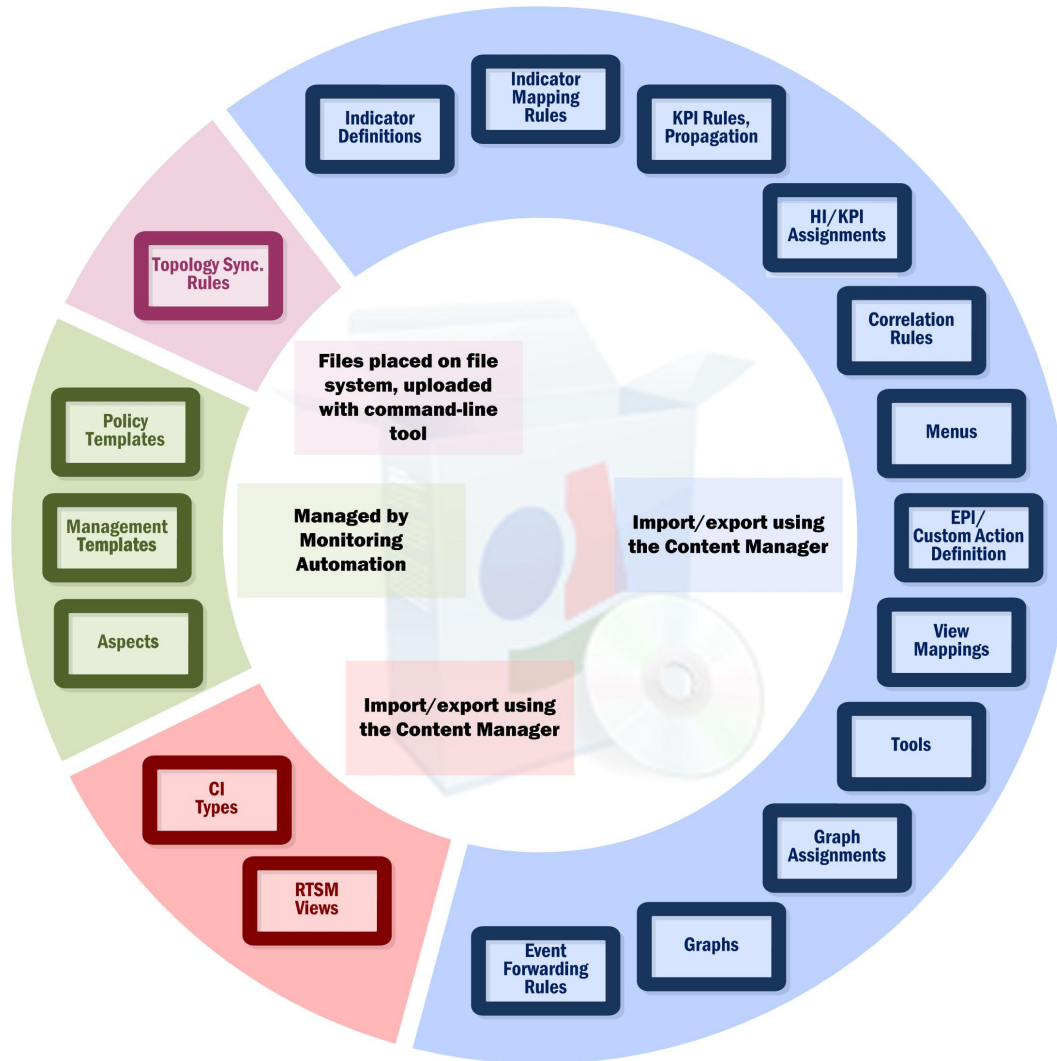 Indicator
Definitions
Indicator
Mapping
Rules
KPI Rules,
Propagation
HI/KPI
Assignments
Correlation
Rules
Menus
EPI/
Custom Action
Definition
View
Mappings
Tools
Graph
Assignments
Graphs
Event
Forwarding
Rules
RTSM
Views
CI
Types
Aspects
Management
Templates
Policy
Templates
Topology Sync.
Rules
Files placed on file
system, uploaded
with command-line
tool
Managed by
Monitoring
Automation
Import/export using
the Content Manager
Import/export using
the Content Manager